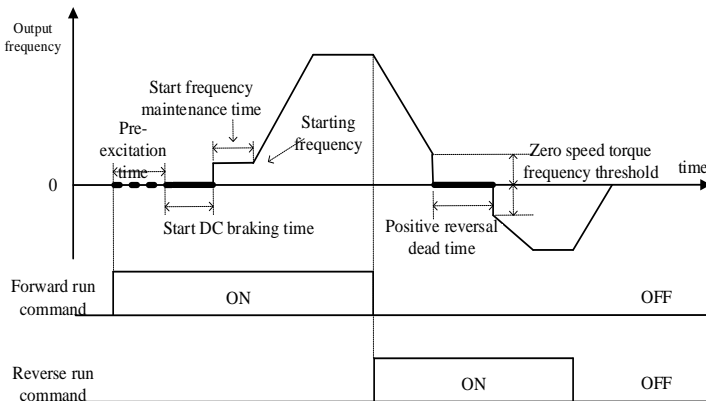 Output
frequency
Start frequency
maintenance time
Pre-
excitation
time
Starting
frequency
Zero speed torque
frequency threshold
time
0
Start DC braking time
Positive reversal
dead time
Forward run
command
ON
OFF
Reverse run
command
ON
OFF